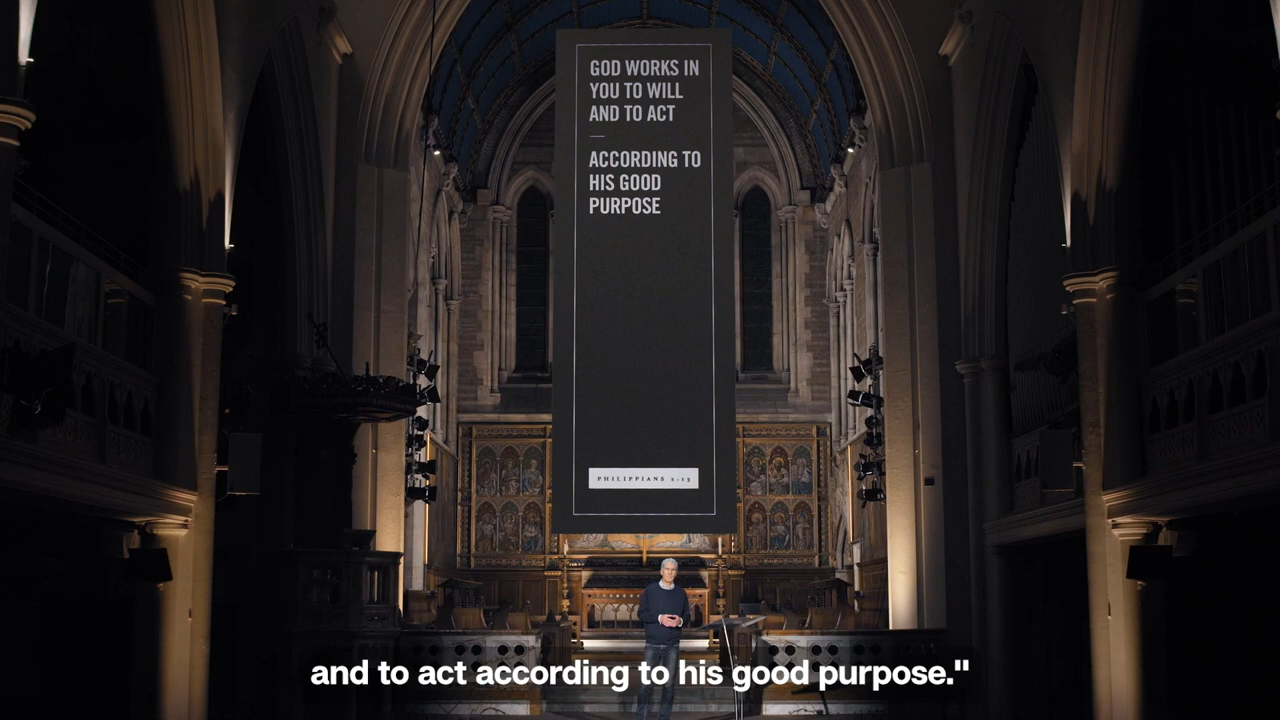 GOD WORKS IN
YOU TO WILL
AND TO ACT
—
ACCORDING TO
HIS GOOD
PURPOSE
PHILIPPIANS 2:13
and to act according to his good purpose."